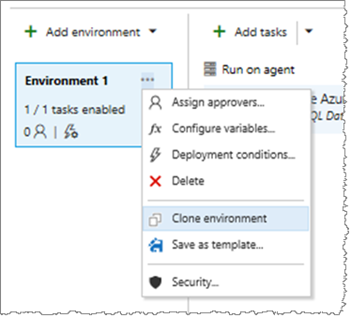 Add environment
Add tasks
Environment 1
Run on agent
1 / 1 tasks enabled
0
Assign approvers...
e Azu
QL Dat
fx Configure variables...
Deployment conditions...
Delete
Clone environment
Save as template...
Security...